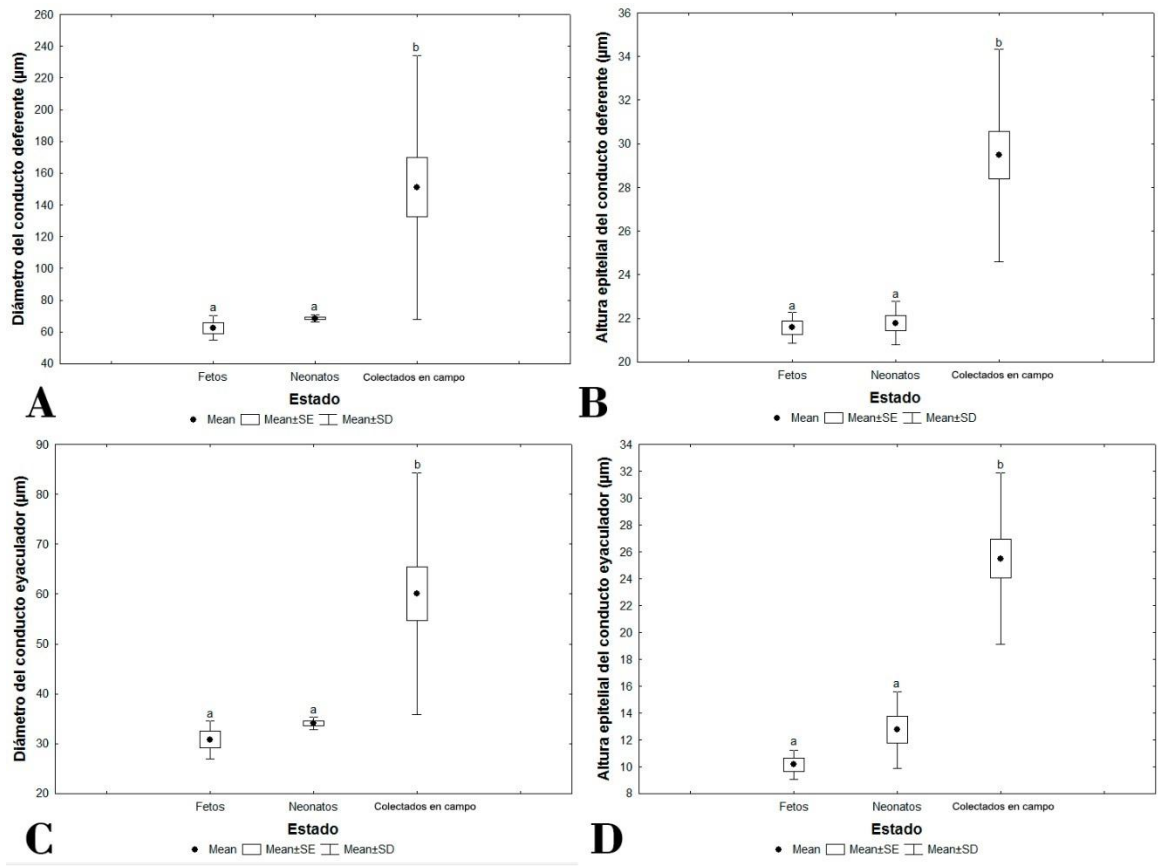 Diámetro del conducto deferente (µm)
260
240
220
200
180
160
140
120
100
80
60
40
a
a
b
Fetos
Neonatos
Colectados en campo
Estado
Mean Mean±SE Mean±SD
A
Altura epitelial del conducto deferente (µm)
36
34
32
30
28
26
24
22
20
a
a
b
Fetos
Neonatos
Colectados en campo
Estado
Mean Mean±SE Mean±SD
B
Diámetro del conducto eyaculador (µm)
90
80
70
60
50
40
30
20
a
a
b
Fetos
Neonatos
Colectados en campo
Estado
Mean Mean±SE Mean±SD
C
Altura epitelial del conducto eyaculador (µm)
34
32
30
28
26
24
22
20
18
16
14
12
10
8
a
a
b
Fetos
Neonatos
Colectados en campo
Estado
Mean Mean±SE Mean±SD
D